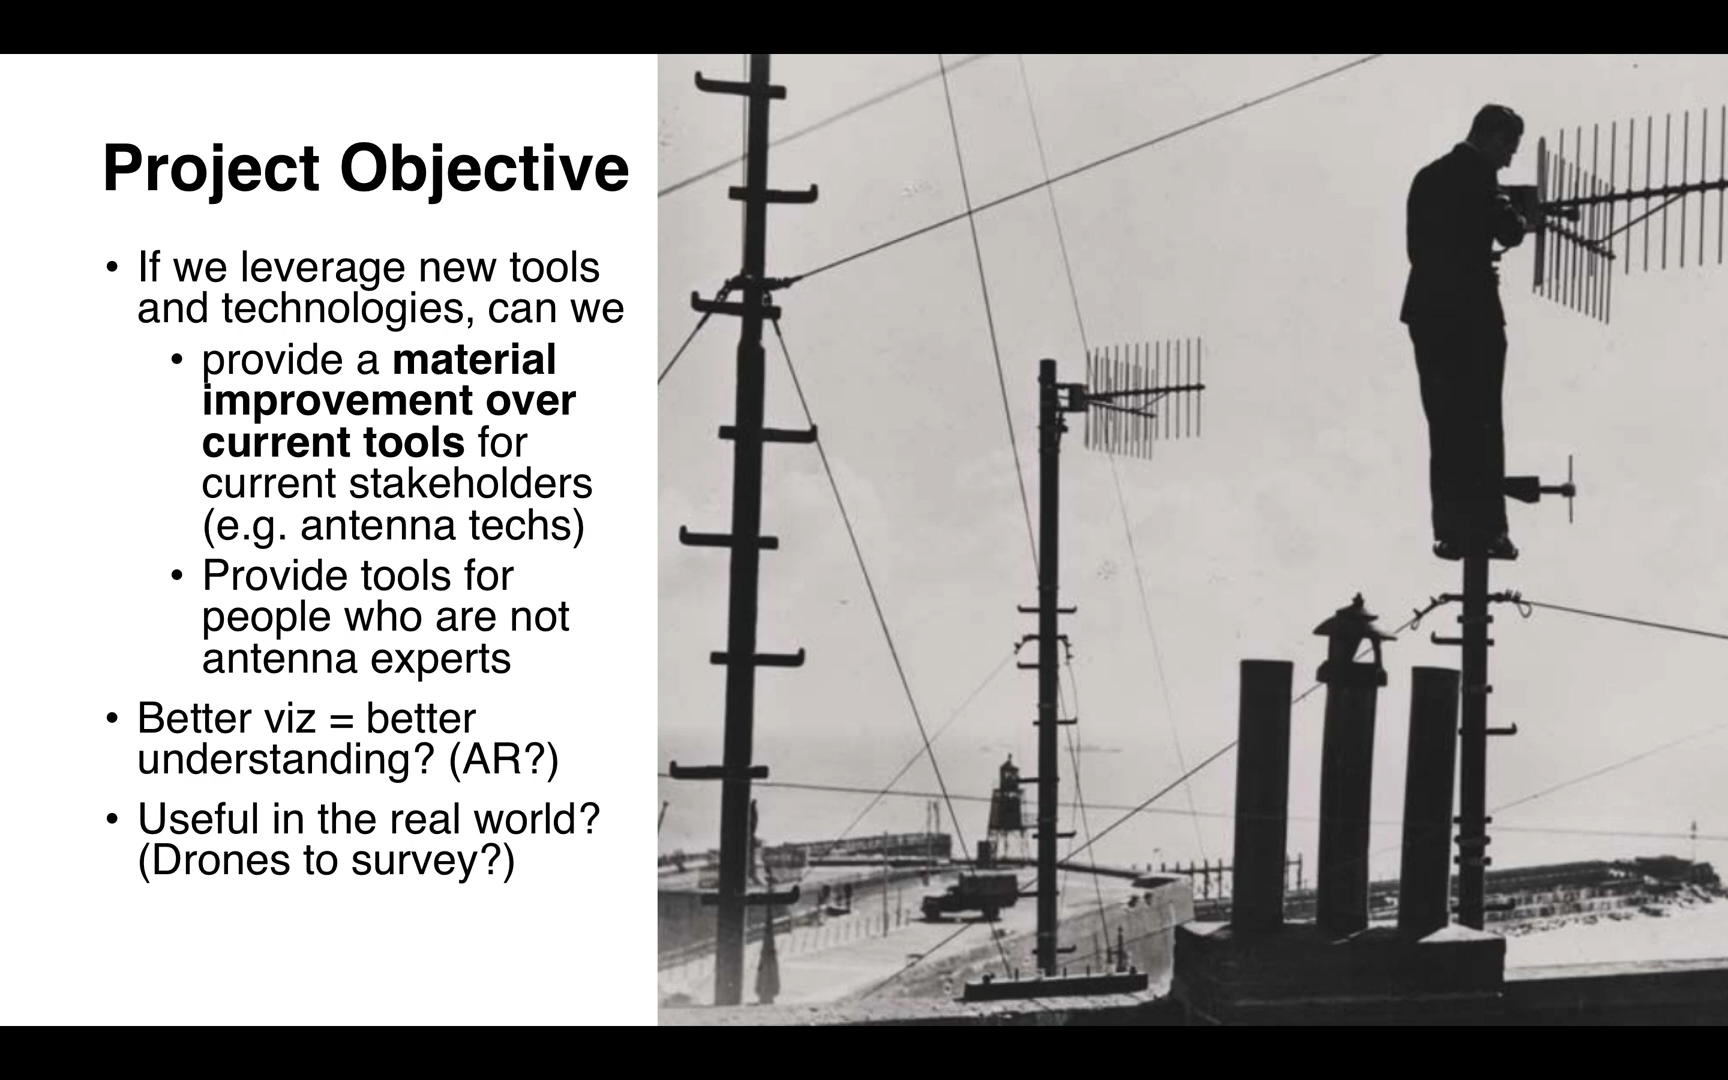 Project Objective
• If we leverage new tools
and technologies, can we
• provide a material
improvement over
current tools for
current stakeholders
(e.g. antenna techs)
• Provide tools for
people who are not
antenna experts
• Better viz = better
understanding? (AR?)
• Useful in the real world?
(Drones to survey?)